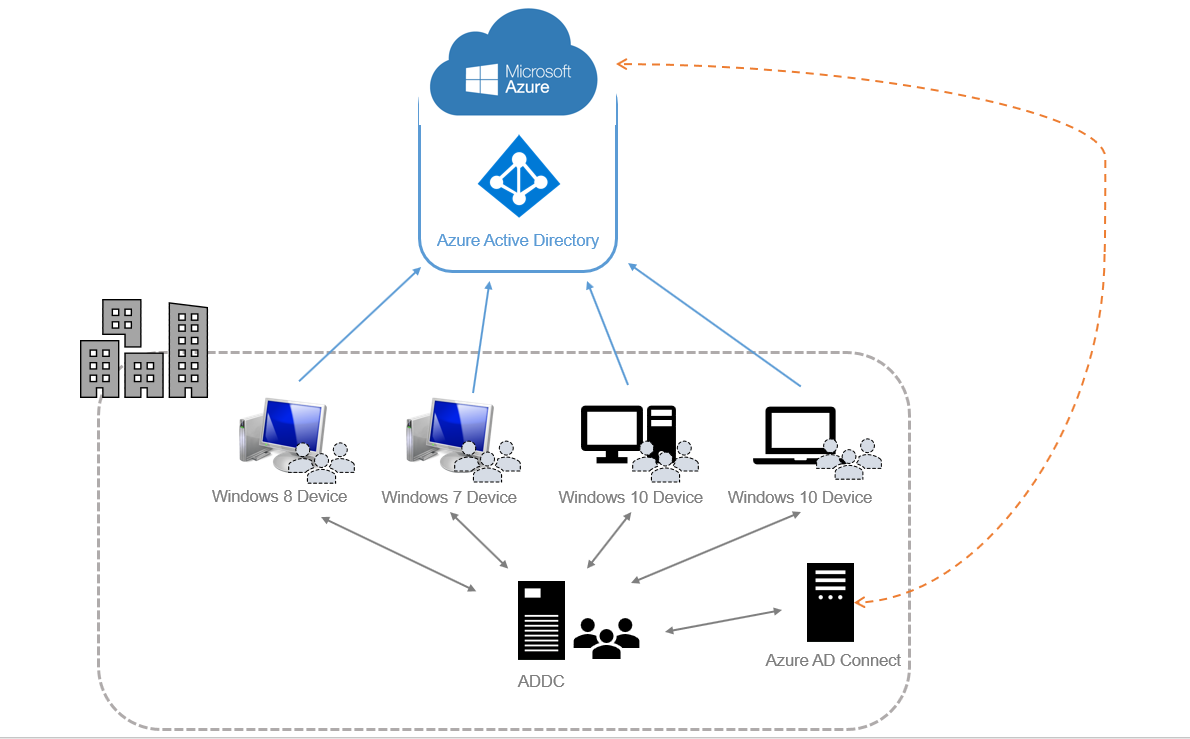 Microsoft
Azure
Azure Active Directory
Windows 8 Device
Windows 7 Device
Windows 10 Device
Windows 10 Device
ADDC
Azure AD Connect